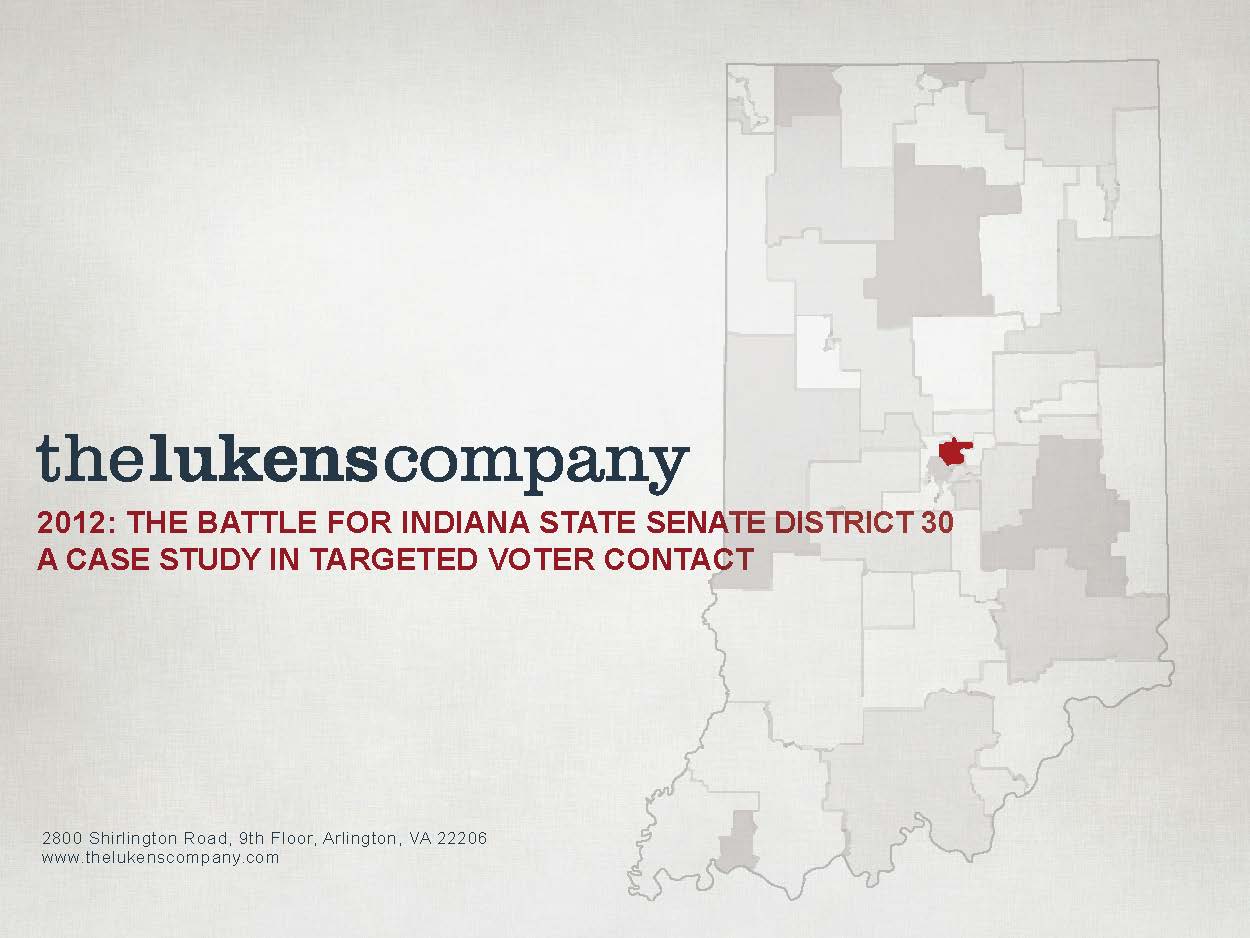 thelukenscompany
2012: THE BATTLE FOR INDIANA STATE SENATE DISTRICT 30
A CASE STUDY IN TARGETED VOTER CONTACT
2800 Shirlington Road, 9th Floor, Arlington, VA 22206
www.thelukenscompany.com